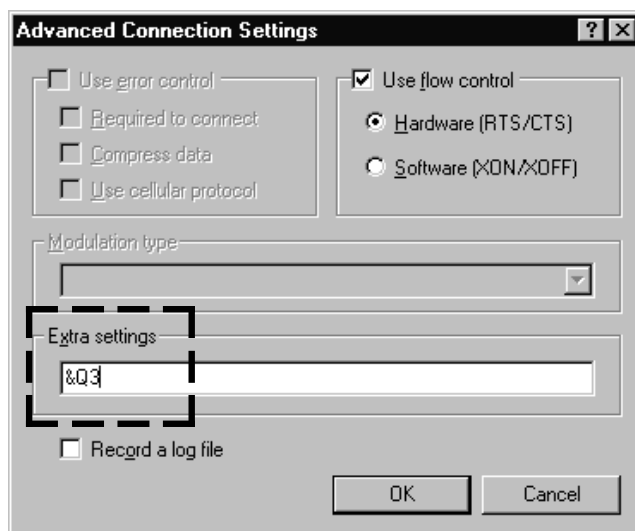 Advanced Connection Settings
Use error control
Required to connect
Compress data
Use cellular protocol
Use flow control
Hardware (RTS/CTS)
Software (XON/XOFF)
Modulation type
Extra settings
&Q3
Record a log file
OK
Cancel